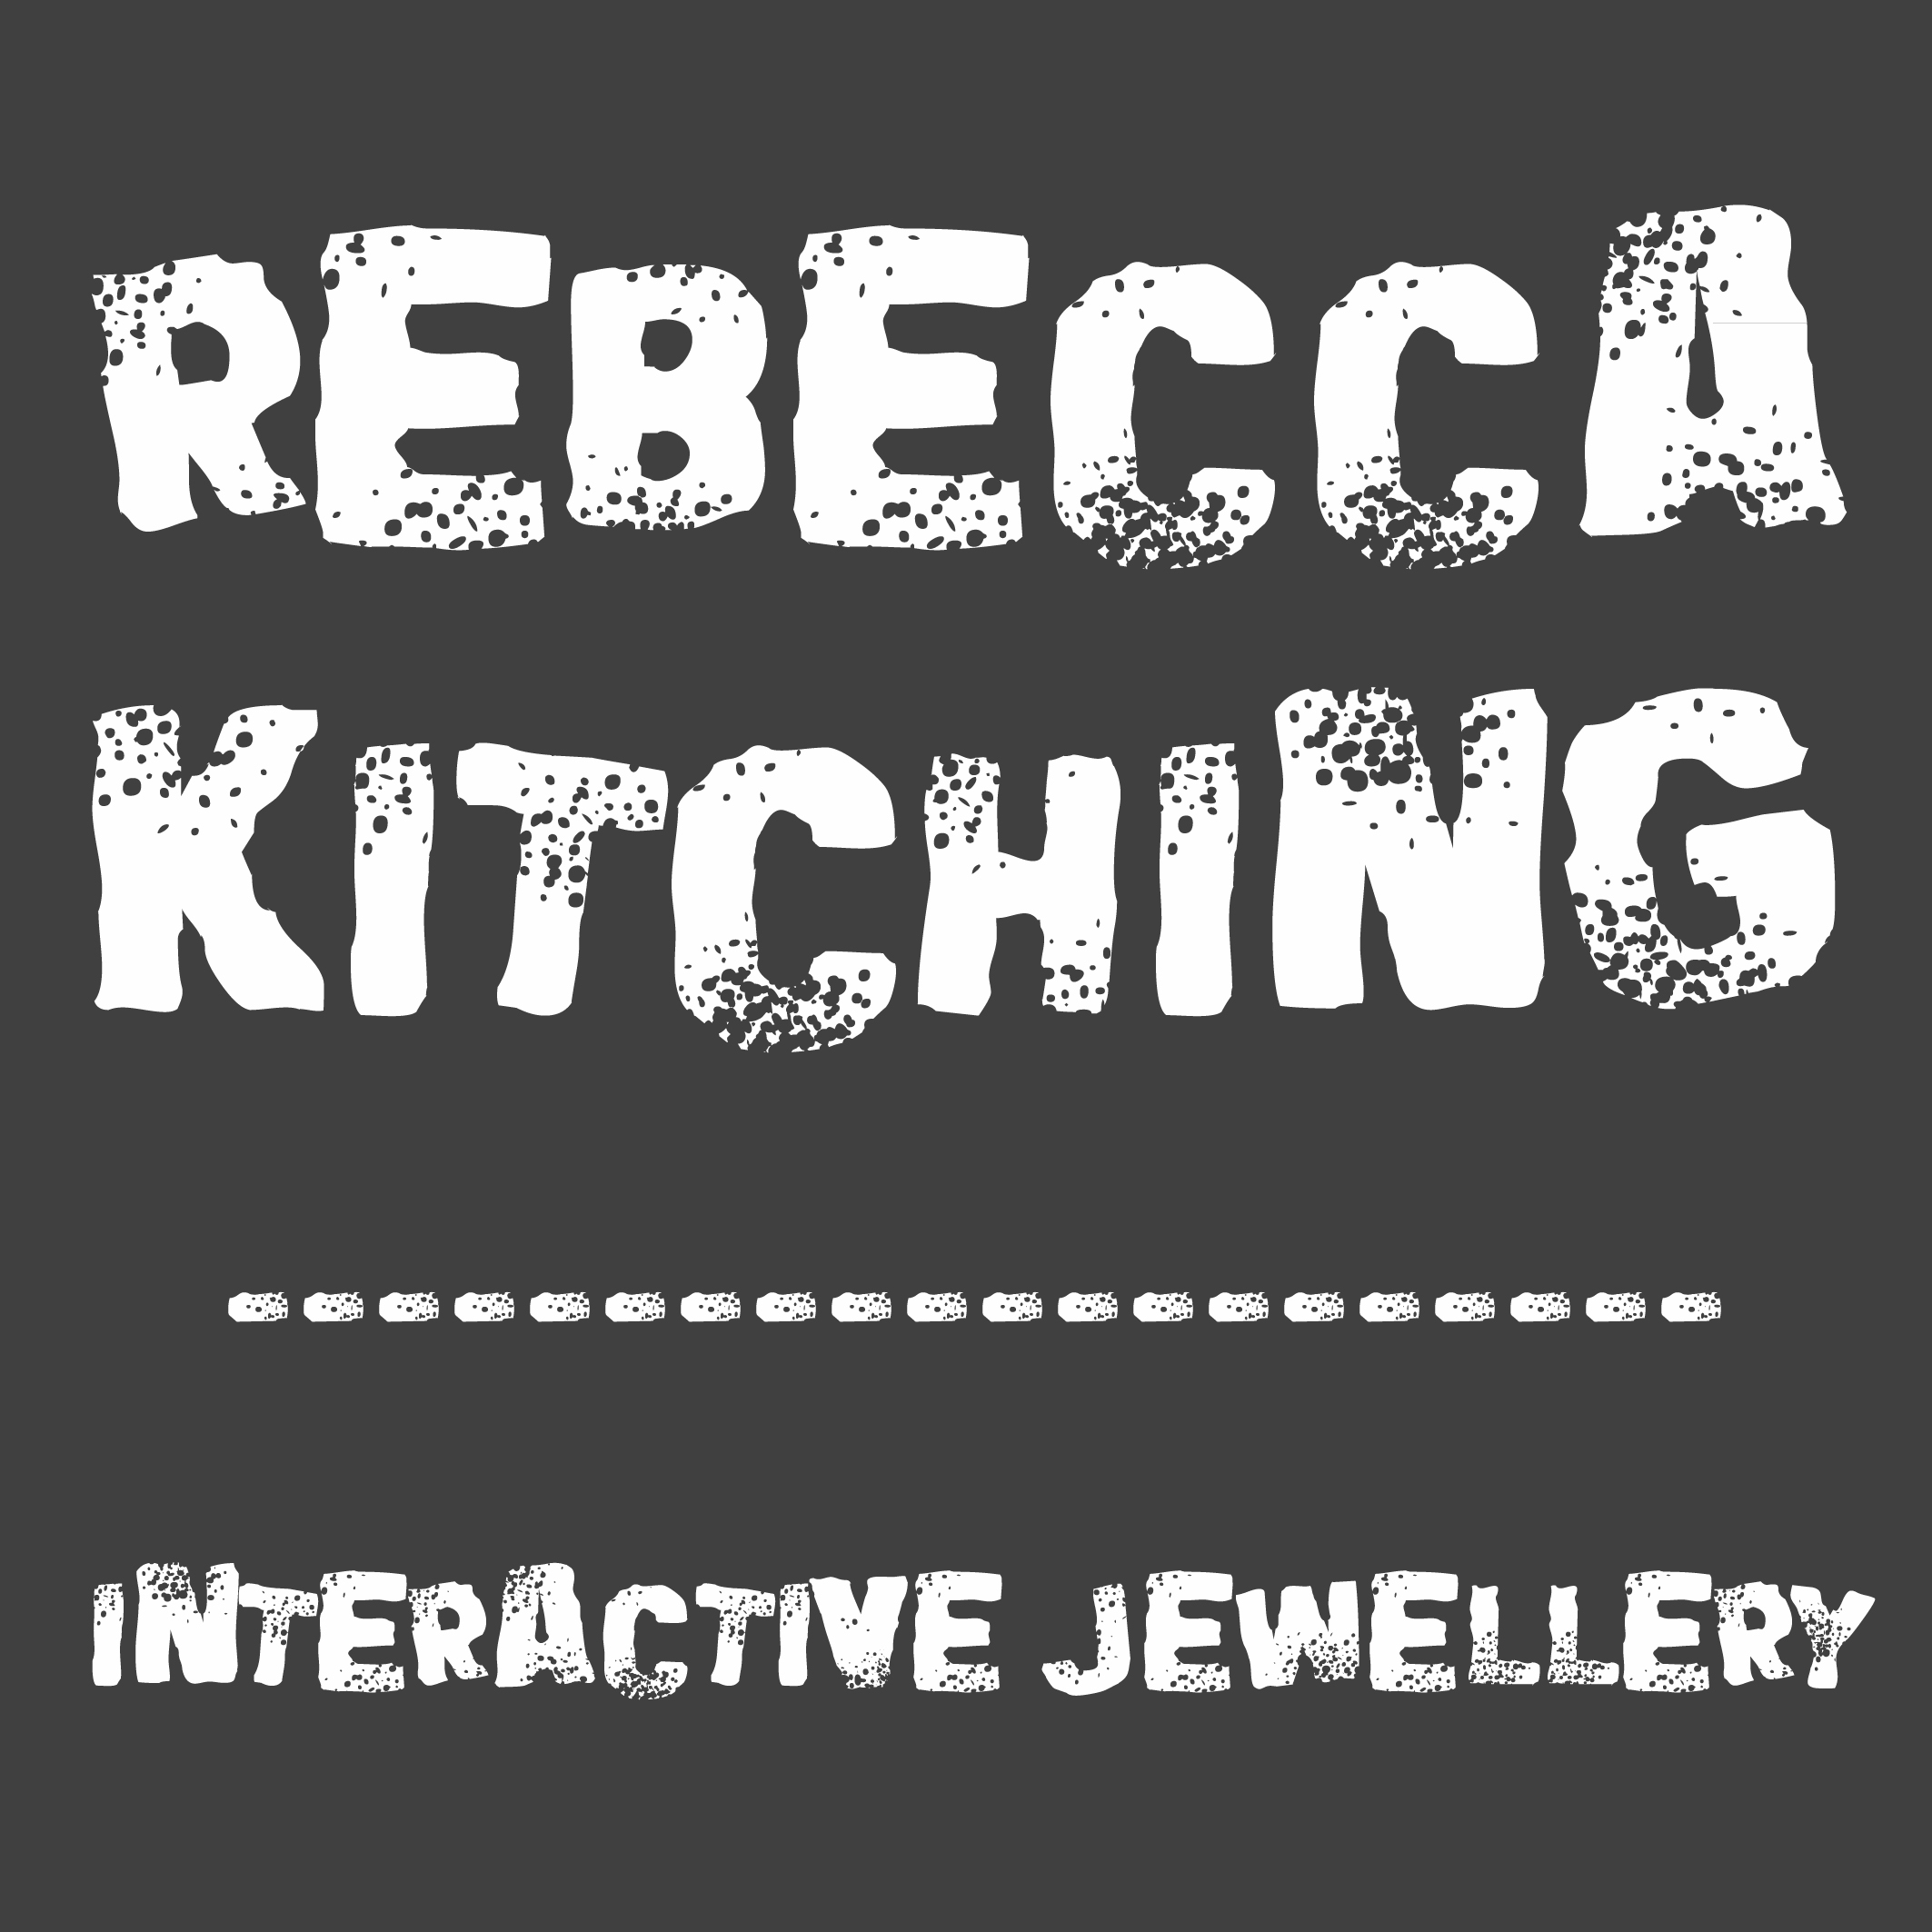 REBECCA
KITCHING
--------------------
INTERACTIVE JEWELLERY